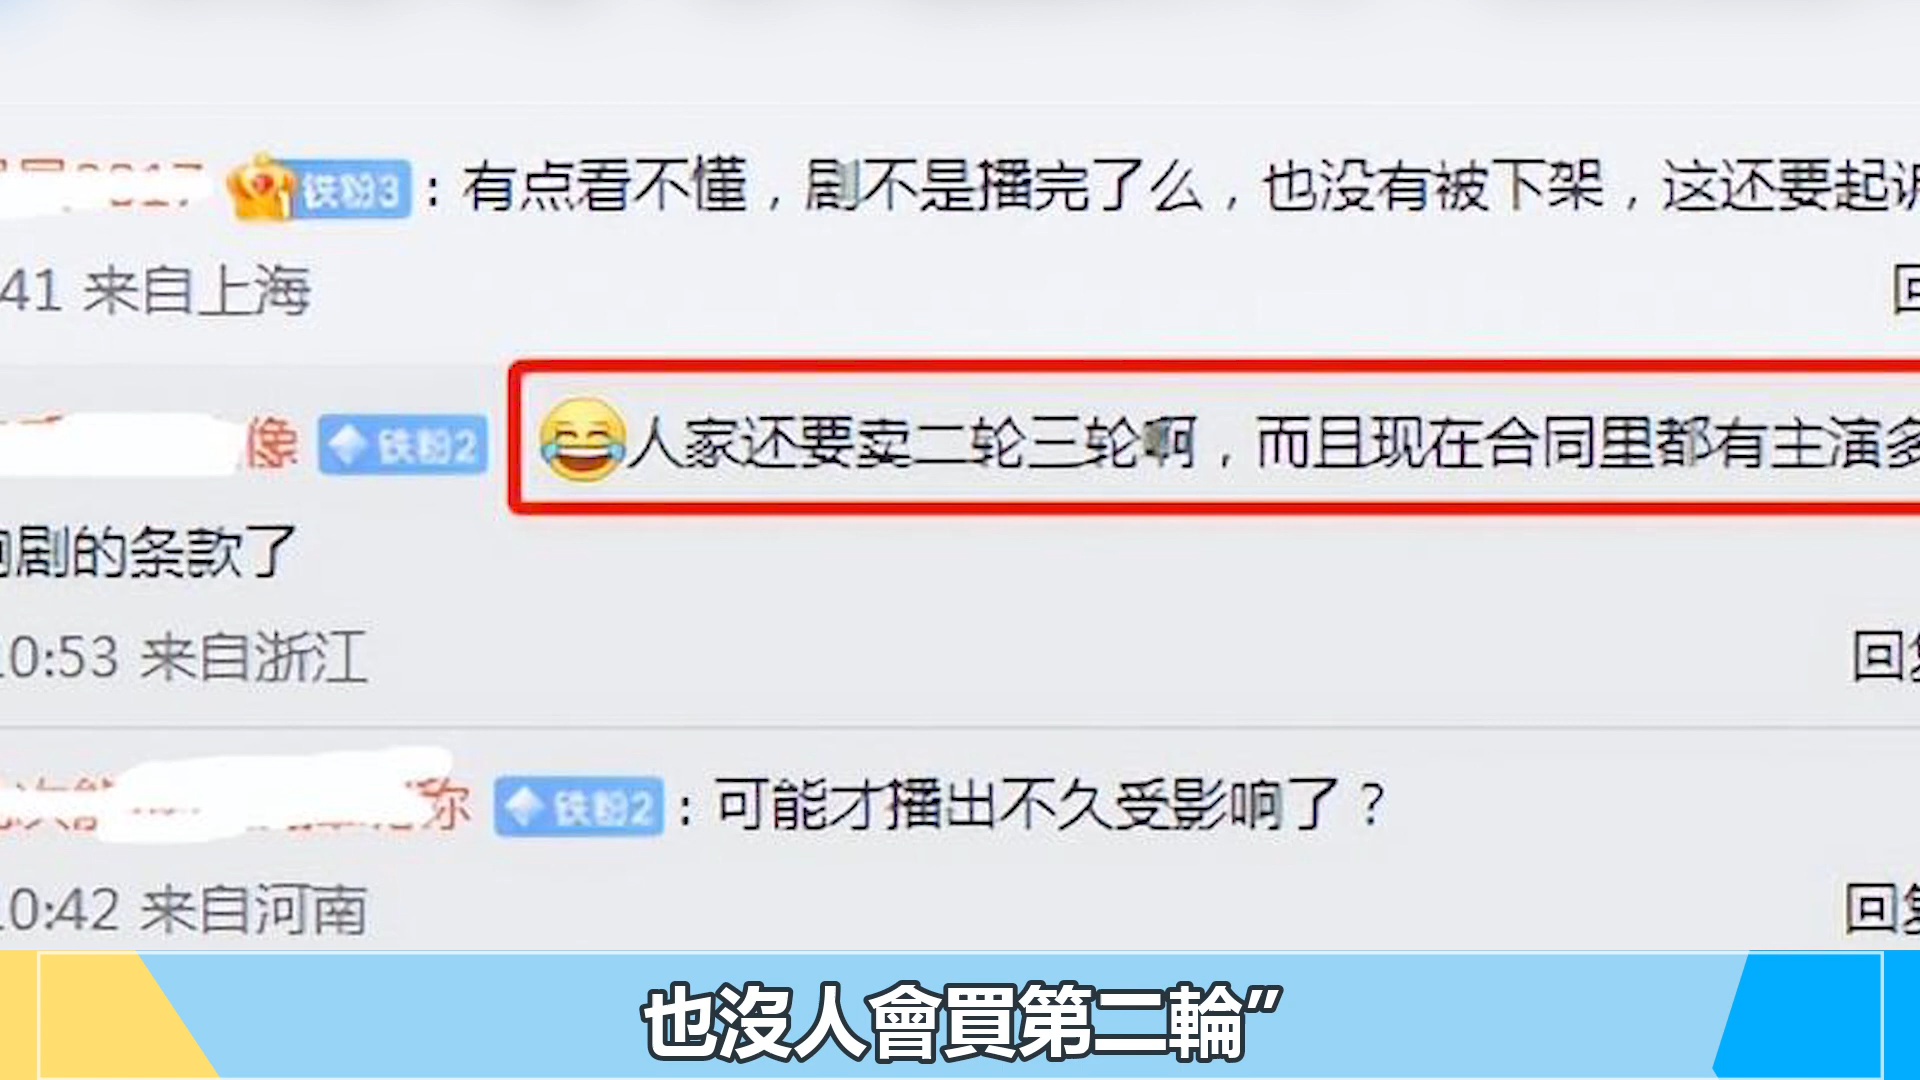 铁粉3：有点看不懂，剧不是播完了么，也没有被下架，这还要起诉
41 来自上海
像 铁粉2 人家还要卖二轮三轮啊，而且现在合同里都有主演多
剧的条款了
0:53 来自浙江 回复
你 铁粉2：可能才播出不久受影响了？
0:42 来自河南 回复
也沒人會買第二輪”